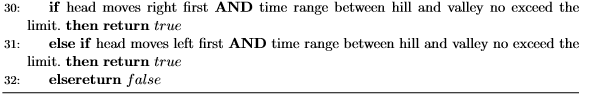 30: if head moves right first AND time range between hill and valley no exceed the
limit. then return true
31: else if head moves left first AND time range between hill and valley no exceed the
limit. then return true
32: elsereturn false